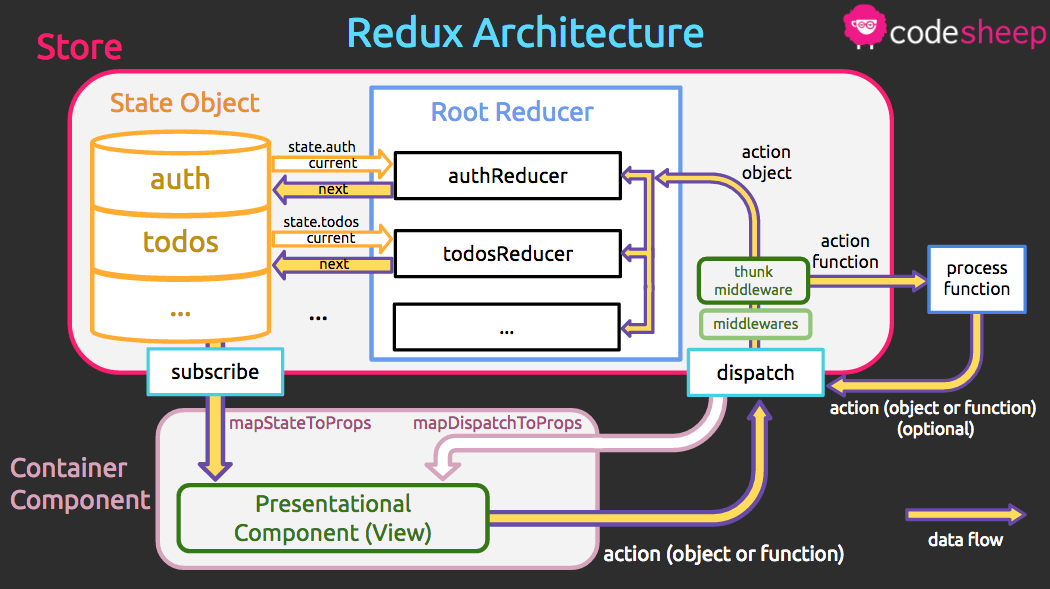 Redux Architecture
codesheep
Store
State Object
Root Reducer
auth
todos
...
state.auth
current
next
state.todos
current
next
...
authReducer
todosReducer
...
action
object
action
function
thunk
middleware
middlewares
process
function
subscribe
dispatch
action (object or function)
(optional)
mapStateToProps
mapDispatchToProps
Container
Component
Presentational
Component (View)
action (object or function)
data flow